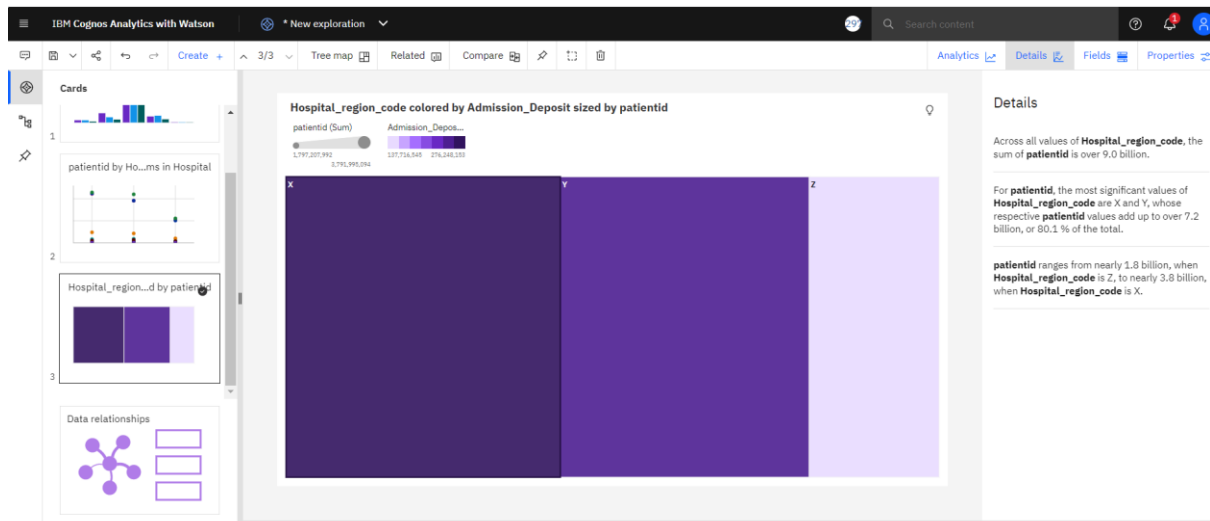 IBM Cognos Analytics with Watson
* New exploration
Search content
1
Create +
3/3
Tree map
Related
Compare
Analytics
Details
Fields
Properties
Cards
1
patientid by Ho...ms in Hospital
2
Hospital_region...d by patientid
3
Data relationships
Hospital_region_code colored by Admission_Deposit sized by patientid
patientid (Sum)
Admission_Depos...
1,797,207,992
3,791,995,094
137,716,545 276,248,153
X
Y
Z
Details
Across all values of Hospital_region_code, the
sum of patientid is over 9.0 billion.
For patientid, the most significant values of
Hospital_region_code are X and Y, whose
respective patientid values add up to over 7.2
billion, or 80.1 % of the total.
patientid ranges from nearly 1.8 billion, when
Hospital_region_code is Z, to nearly 3.8 billion,
when Hospital_region_code is X.